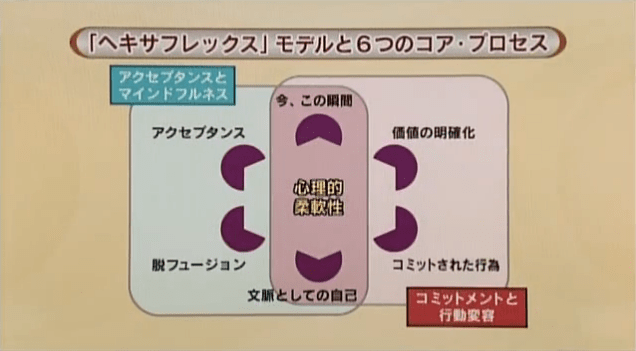 「ヘキサフレックス」モデルと6つのコア・プロセス
アクセプタンスと
マインドフルネス
今、この瞬間
アクセプタンス
価値の明確化
心理的
柔軟性
脱フュージョン
コミットされた行為
文脈としての自己
コミットメントと
行動変容